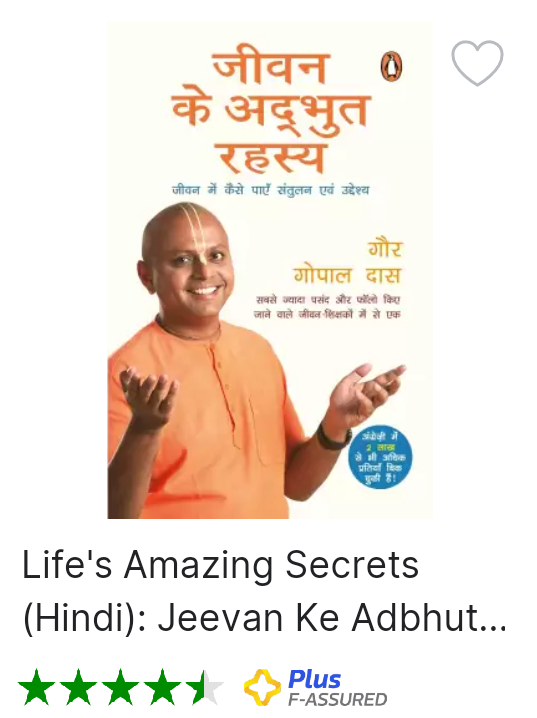 जीवन
के अद्भुत
रहस्य
जीवन में कैसे पाएँ संतुलन एवं उद्देश्य
गौर
गोपाल दास
सबसे ज्यादा पसंद और फॉलो किए
जाने वाले जीवन-शिक्षकों में से एक
अंग्रेज़ी में
2 लाख
से भी अधिक
प्रतियाँ बिक
चुकी हैं!
Life's Amazing Secrets
(Hindi): Jeevan Ke Adbhut...
Plus
F-ASSURED